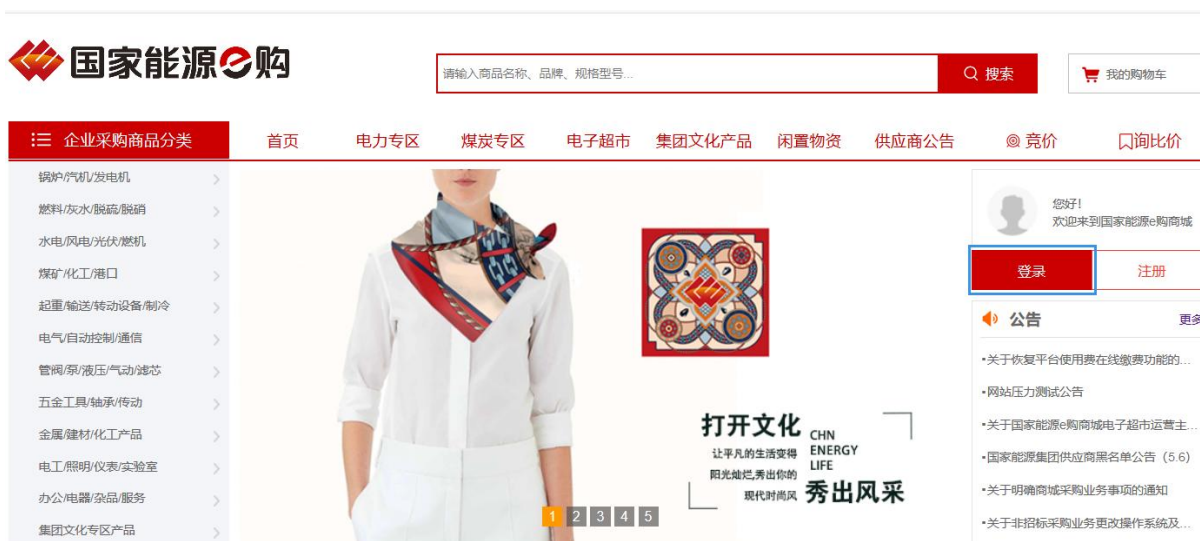 国家能源e购
请输入商品名称、品牌、规格型号...
搜索
我的购物车
企业采购商品分类
首页
电力专区
煤炭专区
电子超市
集团文化产品
闲置物资
供应商公告
竞价
询比价
锅炉/汽机/发电机
燃料/灰水/脱硫/脱硝
水电/风电/光伏/燃机
煤矿/化工/港口
起重/输送/转动设备/制冷
电气/自动控制/通信
管阀/泵/液压/气动/滤芯
五金工具/轴承/传动
金属/建材/化工产品
电工/照明/仪表/实验室
办公/电器/杂品/服务
集团文化专区产品
打开文化
CHN
ENERGY
LIFE
让平凡的生活变得
阳光灿烂,秀出你的
现代时尚风
秀出风采
1 2 3 4 5
您好!
欢迎来到国家能源e购商城
登录
注册
公告
更多
•关于恢复平台使用费在线缴费功能的...
•网站压力测试公告
•关于国家能源e购商城电子超市运营主...
•国家能源集团供应商黑名单公告（5.6）
•关于明确商城采购业务事项的通知
•关于非招标采购业务更改操作系统及...